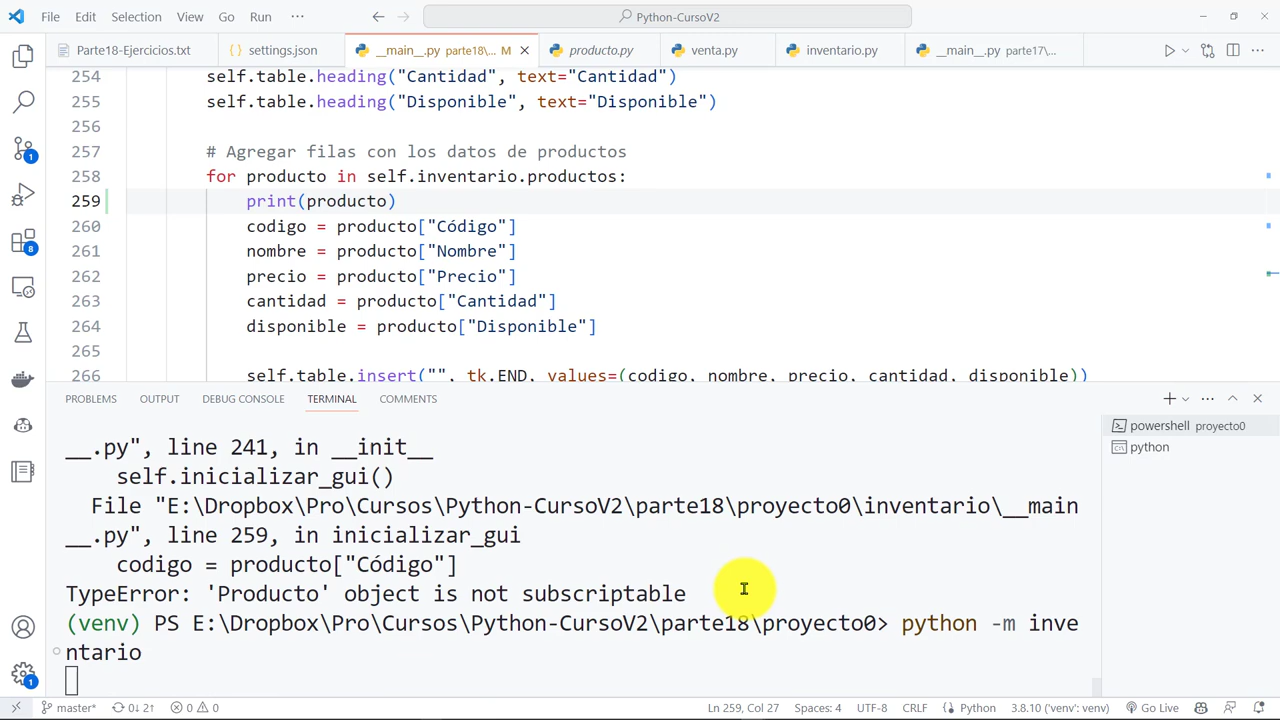 File Edit Selection View Go Run ··· Python-CursoV2
Parte18-Ejercicios.txt settings.json __main__.py parte18\... M producto.py venta.py inventario.py __main__.py parte17\...
254 self.table.heading("Cantidad", text="Cantidad")
255 self.table.heading("Disponible", text="Disponible")
256
257 # Agregar filas con los datos de productos
258 for producto in self.inventario.productos:
259 print(producto)
260 codigo = producto["Código"]
261 nombre = producto["Nombre"]
262 precio = producto["Precio"]
263 cantidad = producto["Cantidad"]
264 disponible = producto["Disponible"]
265
266 self.table.insert("", tk.END, values=(codigo, nombre, precio, cantidad, disponible))
PROBLEMS OUTPUT DEBUG CONSOLE TERMINAL COMMENTS
powershell proyecto0
python
__.py", line 241, in __init__
self.inicializar_gui()
File "E:\Dropbox\Pro\Cursos\Python-CursoV2\parte18\proyecto0\inventario\__main
__.py", line 259, in inicializar_gui
codigo = producto["Código"]
TypeError: 'Producto' object is not subscriptable
(venv) PS E:\Dropbox\Pro\Cursos\Python-CursoV2\parte18\proyecto0> python -m inve
ntario
1
8
1
master* 0↓ 2↑ 0 0 Ln 259, Col 27 Spaces: 4 UTF-8 CRLF Python 3.8.10 ('venv': venv) Go Live